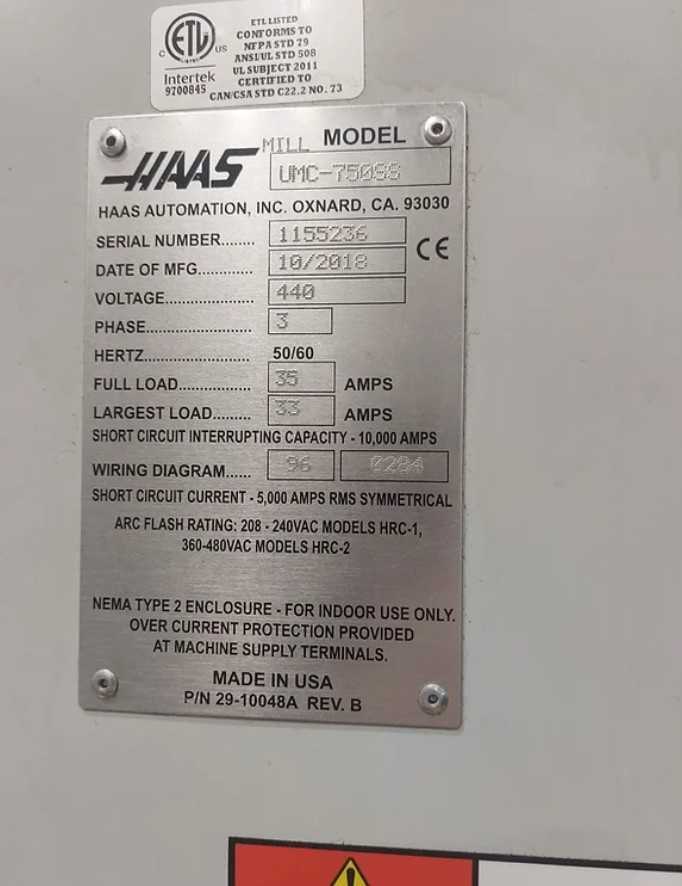 ETL LISTED
CONFORMS TO
NFPA STD 79
ANSI/UL STD 508
UL SUBJECT 2011
CERTIFIED TO
CAN/CSA STD C22.2 NO. 73
C ETL US
LISTED
Intertek
9700845
HAAS MILL MODEL
UMC-750SS
HAAS AUTOMATION, INC. OXNARD, CA. 93030
SERIAL NUMBER........ 1155236
CE
DATE OF MFG............ 10/2018
VOLTAGE..................... 440
PHASE......................... 3
HERTZ......................... 50/60
FULL LOAD................. 35 AMPS
LARGEST LOAD......... 33 AMPS
SHORT CIRCUIT INTERRUPTING CAPACITY - 10,000 AMPS
WIRING DIAGRAM...... 96 0284
SHORT CIRCUIT CURRENT - 5,000 AMPS RMS SYMMETRICAL
ARC FLASH RATING: 208 - 240VAC MODELS HRC-1,
360-480VAC MODELS HRC-2
NEMA TYPE 2 ENCLOSURE - FOR INDOOR USE ONLY.
OVER CURRENT PROTECTION PROVIDED
AT MACHINE SUPPLY TERMINALS.
MADE IN USA
P/N 29-10048A REV. B